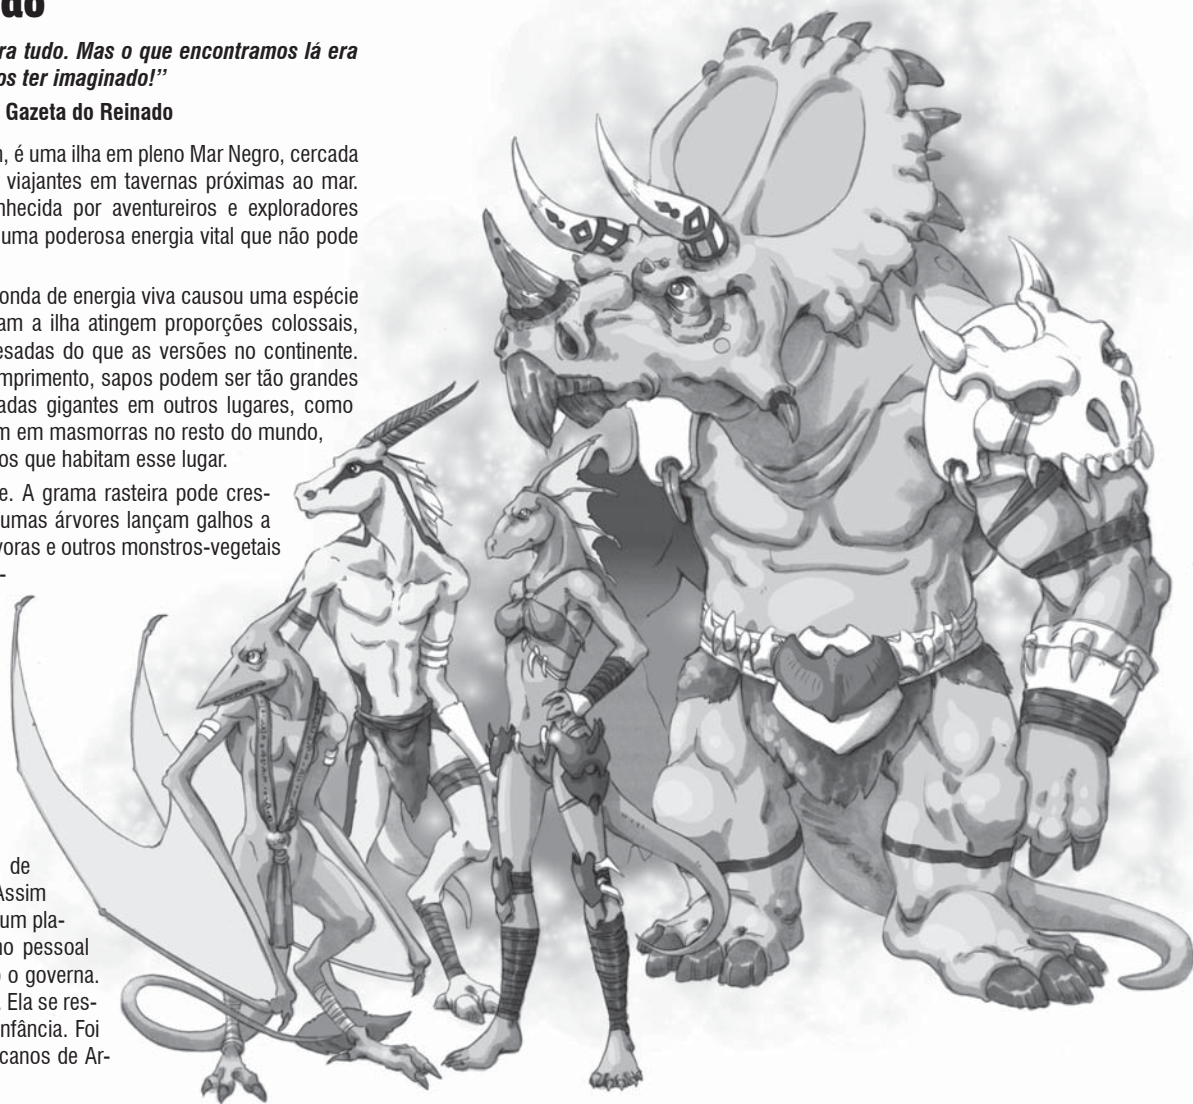 ra tudo. Mas o que encontramos lá era
os ter imaginado!”
Gazeta do Reinado
, é uma ilha em pleno Mar Negro, cercada
viajantes em tavernas próximas ao mar.
nhecida por aventureiros e exploradores
uma poderosa energia vital que não pode
onda de energia viva causou uma espécie
am a ilha atingem proporções colossais,
esadas do que as versões no continente.
mprimento, sapos podem ser tão grandes
adas gigantes em outros lugares, como
m em masmorras no resto do mundo,
os que habitam esse lugar.
e. A grama rasteira pode cres-
umas árvores lançam galhos a
voras e outros monstros-vegetais
-
de
Assim
um pla-
no pessoal
o governa.
Ela se res-
nfância. Foi
canos de Ar-